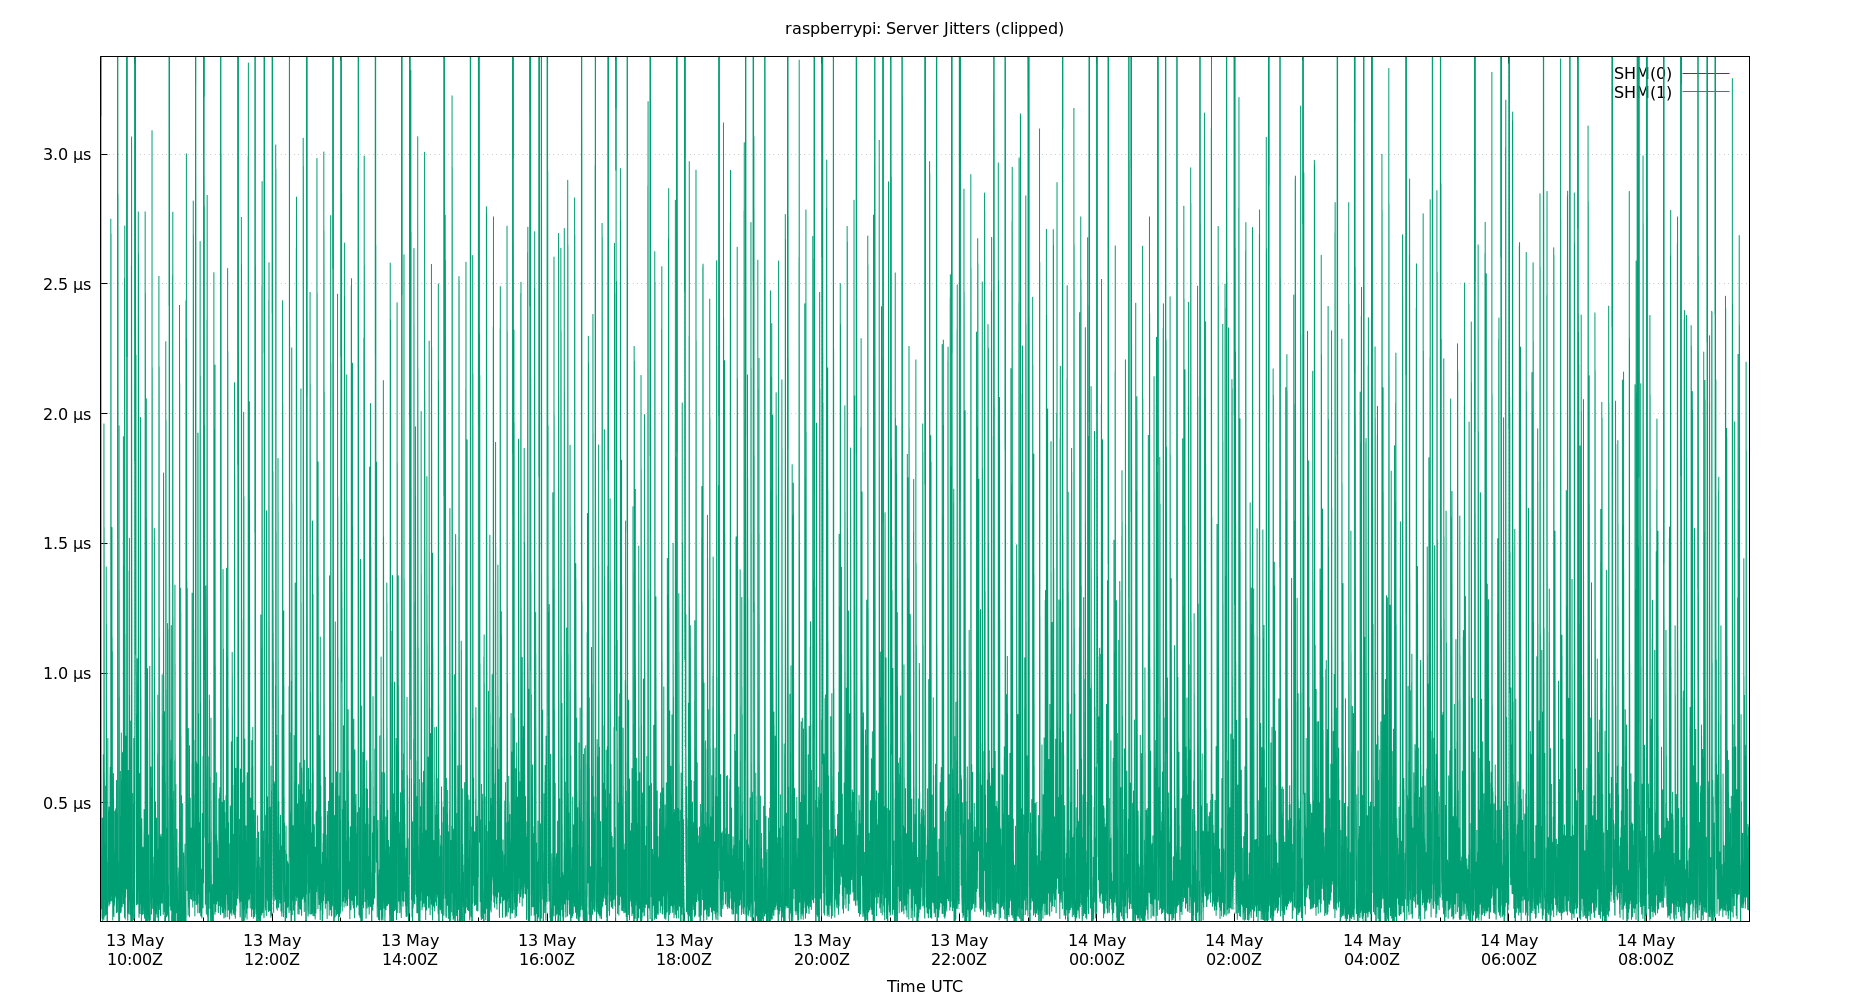 raspberrypi: Server Jitters (clipped)
SHM(0)
SHM(1)
3.0 µs
2.5 µs
2.0 µs
1.5 µs
1.0 µs
0.5 µs
13 May 13 May 13 May 13 May 13 May 13 May 13 May 14 May 14 May 14 May 14 May 14 May
10:00Z 12:00Z 14:00Z 16:00Z 18:00Z 20:00Z 22:00Z 00:00Z 02:00Z 04:00Z 06:00Z 08:00Z
Time UTC